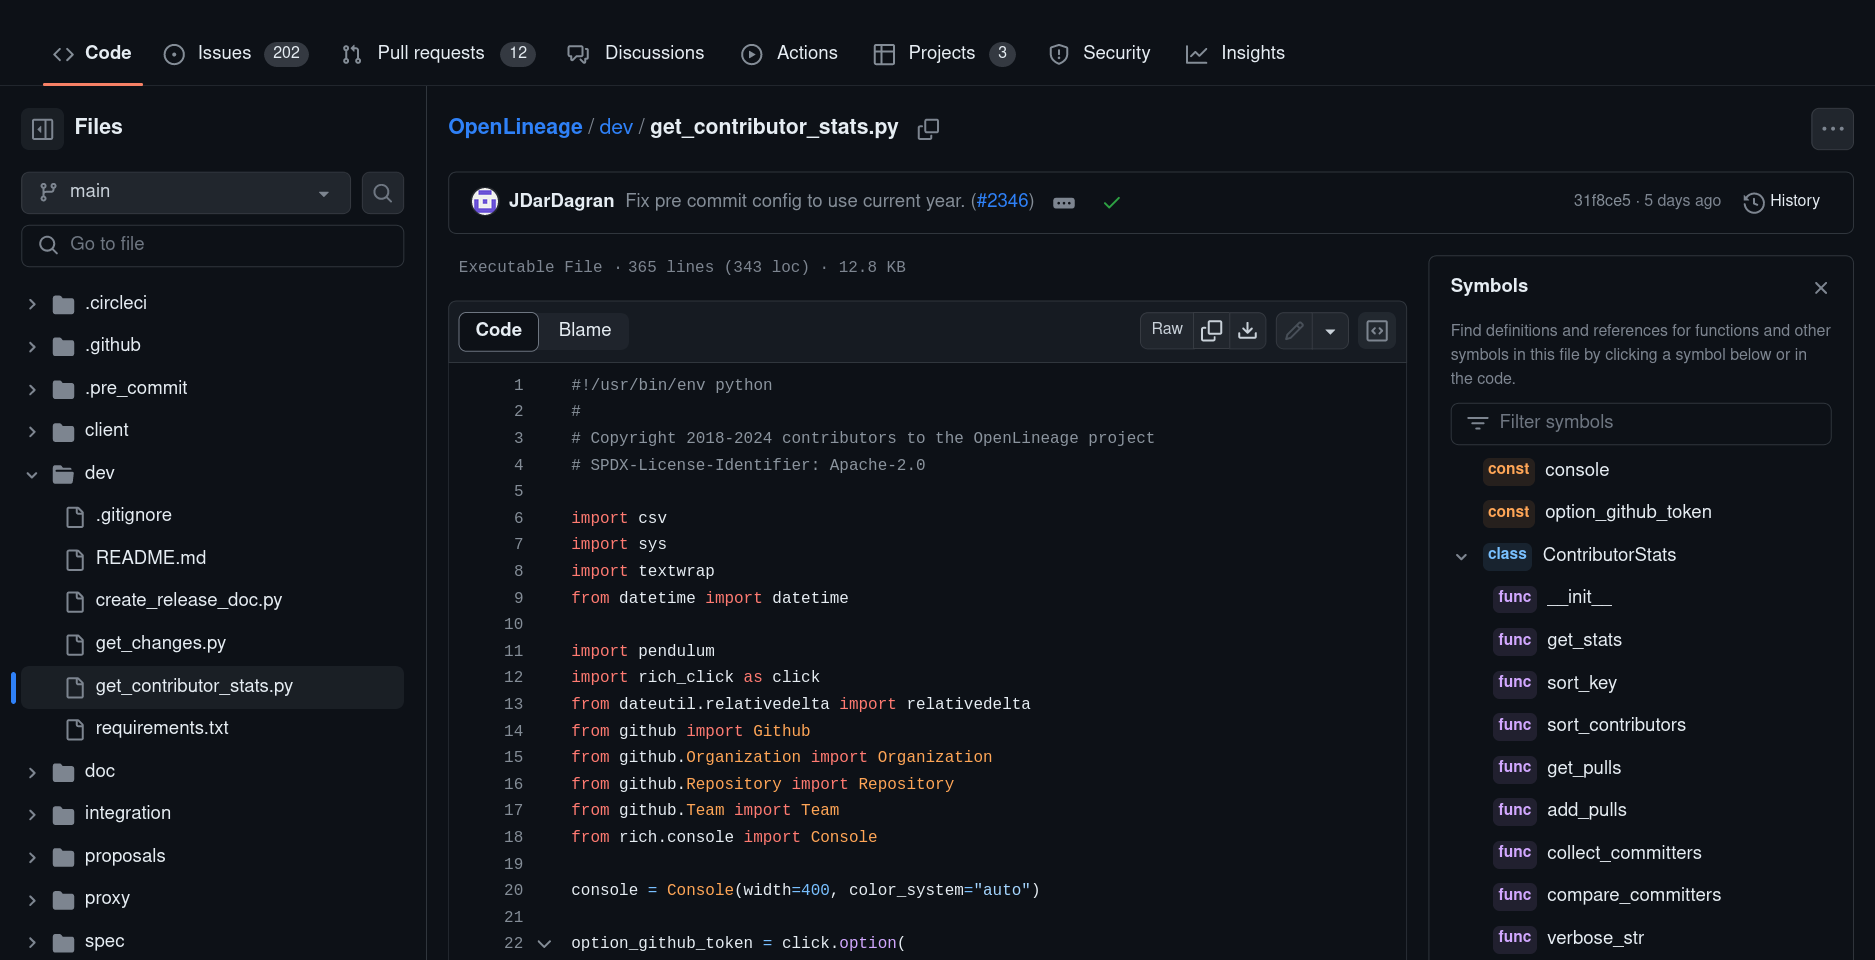 Code Issues 202 Pull requests 12 Discussions Actions Projects 3 Security Insights
Files
main
Go to file
.circleci
.github
.pre_commit
client
dev
.gitignore
README.md
create_release_doc.py
get_changes.py
get_contributor_stats.py
requirements.txt
doc
integration
proposals
proxy
spec
OpenLineage / dev / get_contributor_stats.py
JDarDagran Fix pre commit config to use current year. (#2346) 31f8ce5 · 5 days ago History
Executable File · 365 lines (343 loc) · 12.8 KB
Code Blame Raw
1 #!/usr/bin/env python
2 #
3 # Copyright 2018-2024 contributors to the OpenLineage project
4 # SPDX-License-Identifier: Apache-2.0
5
6 import csv
7 import sys
8 import textwrap
9 from datetime import datetime
10
11 import pendulum
12 import rich_click as click
13 from dateutil.relativedelta import relativedelta
14 from github import Github
15 from github.Organization import Organization
16 from github.Repository import Repository
17 from github.Team import Team
18 from rich.console import Console
19
20 console = Console(width=400, color_system="auto")
21
22 option_github_token = click.option(
Symbols
Find definitions and references for functions and other
symbols in this file by clicking a symbol below or in
the code.
Filter symbols
const console
const option_github_token
class ContributorStats
func __init__
func get_stats
func sort_key
func sort_contributors
func get_pulls
func add_pulls
func collect_committers
func compare_committers
func verbose_str